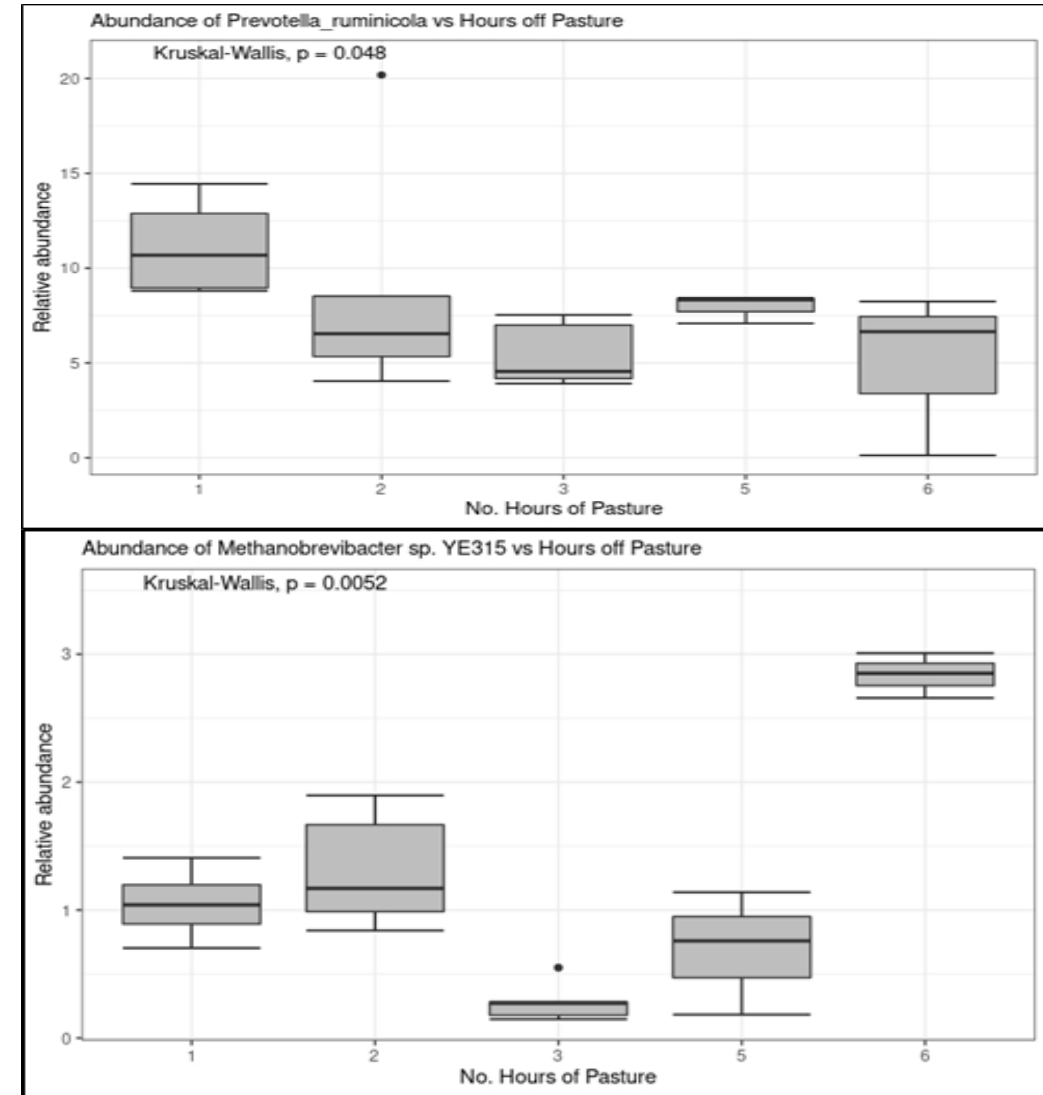 Abundance of Prevotella_ruminicola vs Hours off Pasture
Kruskal-Wallis, p = 0.048
20
15
10
5
0
Relative abundance
1 2 3 5 6
No. Hours of Pasture
Abundance of Methanobrevibacter sp. YE315 vs Hours off Pasture
Kruskal-Wallis, p = 0.0052
3
2
1
0
Relative abundance
1 2 3 5 6
No. Hours of Pasture